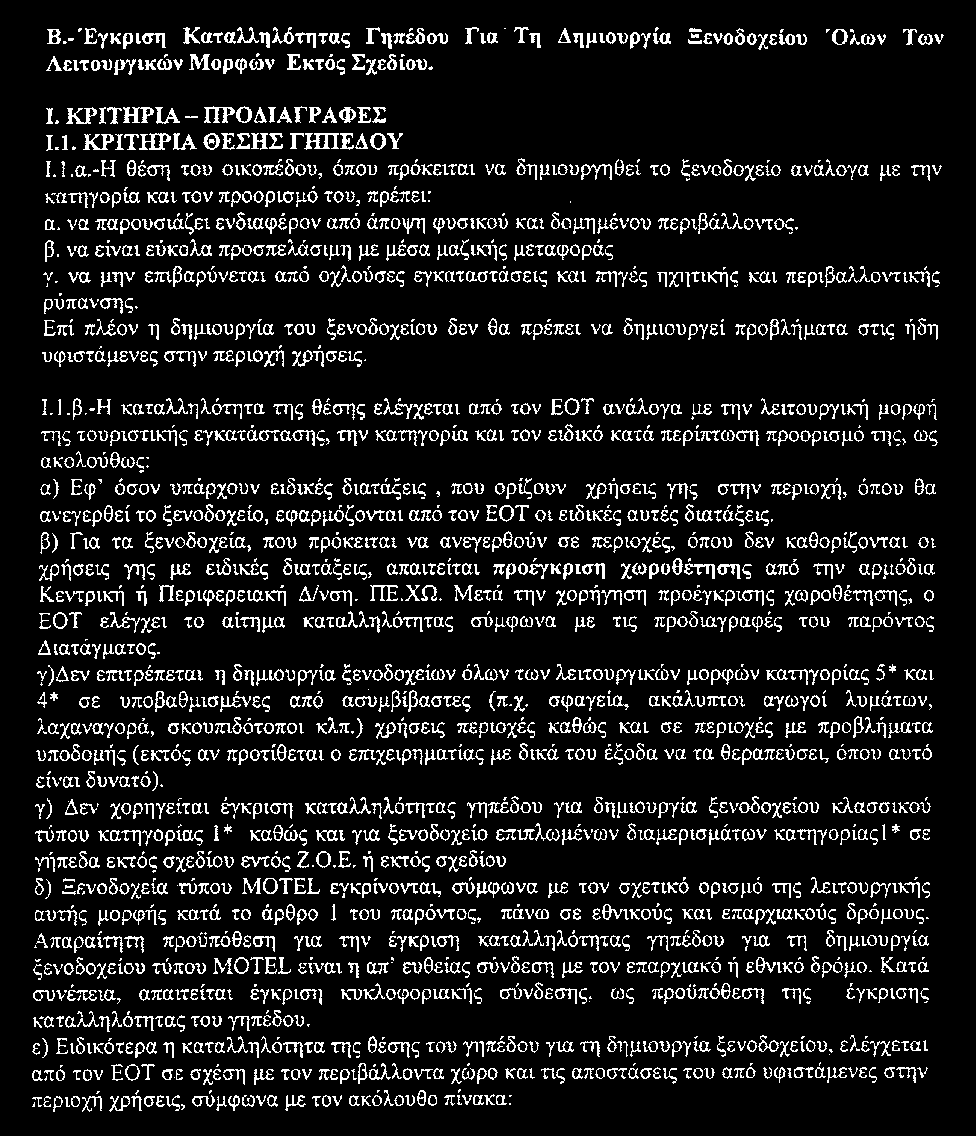 Β.-Έγκριση Καταλληλότητας Γηπέδου Για Τη Δημιουργία Ξενοδοχείου Όλων Των
Λειτουργικών Μορφών Εκτός Σχεδίου.
I. ΚΡΙΤΗΡΙΑ – ΠΡΟΔΙΑΓΡΑΦΕΣ
I.1. ΚΡΙΤΗΡΙΑ ΘΕΣΗΣ ΓΗΠΕΔΟΥ
I.1.α.-Η θέση του οικοπέδου, όπου πρόκειται να δημιουργηθεί το ξενοδοχείο ανάλογα με την
κατηγορία και τον προορισμό του, πρέπει:
α. να παρουσιάζει ενδιαφέρον από άποψη φυσικού και δομημένου περιβάλλοντος.
β. να είναι εύκολα προσπελάσιμη με μέσα μαζικής μεταφοράς
γ. να μην επιβαρύνεται από οχλούσες εγκαταστάσεις και πηγές ηχητικής και περιβαλλοντικής
ρύπανσης.
Επί πλέον η δημιουργία του ξενοδοχείου δεν θα πρέπει να δημιουργεί προβλήματα στις ήδη
υφιστάμενες στην περιοχή χρήσεις.
I.1.β.-Η καταλληλότητα της θέσης ελέγχεται από τον ΕΟΤ ανάλογα με την λειτουργική μορφή
της τουριστικής εγκατάστασης, την κατηγορία και τον ειδικό κατά περίπτωση προορισμό της, ως
ακολούθως:
α) Εφ’ όσον υπάρχουν ειδικές διατάξεις , που ορίζουν χρήσεις γης στην περιοχή, όπου θα
ανεγερθεί το ξενοδοχείο, εφαρμόζονται από τον ΕΟΤ οι ειδικές αυτές διατάξεις.
β) Για τα ξενοδοχεία, που πρόκειται να ανεγερθούν σε περιοχές, όπου δεν καθορίζονται οι
χρήσεις γης με ειδικές διατάξεις, απαιτείται προέγκριση χωροθέτησης από την αρμόδια
Κεντρική ή Περιφερειακή Δ/νση. ΠΕ.ΧΩ. Μετά την χορήγηση προέγκρισης χωροθέτησης, ο
ΕΟΤ ελέγχει το αίτημα καταλληλότητας σύμφωνα με τις προδιαγραφές του παρόντος
Διατάγματος.
γ)Δεν επιτρέπεται η δημιουργία ξενοδοχείων όλων των λειτουργικών μορφών κατηγορίας 5* και
4* σε υποβαθμισμένες από ασυμβίβαστες (π.χ. σφαγεία, ακάλυπτοι αγωγοί λυμάτων,
λαχαναγορά, σκουπιδότοποι κλπ.) χρήσεις περιοχές καθώς και σε περιοχές με προβλήματα
υποδομής (εκτός αν προτίθεται ο επιχειρηματίας με δικά του έξοδα να τα θεραπεύσει, όπου αυτό
είναι δυνατό).
γ) Δεν χορηγείται έγκριση καταλληλότητας γηπέδου για δημιουργία ξενοδοχείου κλασσικού
τύπου κατηγορίας 1* καθώς και για ξενοδοχείο επιπλωμένων διαμερισμάτων κατηγορίας1* σε
γήπεδα εκτός σχεδίου εντός Ζ.Ο.Ε. ή εκτός σχεδίου
δ) Ξενοδοχεία τύπου MOTEL εγκρίνονται, σύμφωνα με τον σχετικό ορισμό της λειτουργικής
αυτής μορφής κατά το άρθρο 1 του παρόντος, πάνω σε εθνικούς και επαρχιακούς δρόμους.
Απαραίτητη προϋπόθεση για την έγκριση καταλληλότητας γηπέδου για τη δημιουργία
ξενοδοχείου τύπου MOTEL είναι η απ’ ευθείας σύνδεση με τον επαρχιακό ή εθνικό δρόμο. Κατά
συνέπεια, απαιτείται έγκριση κυκλοφοριακής σύνδεσης, ως προϋπόθεση της έγκρισης
καταλληλότητας του γηπέδου.
ε) Ειδικότερα η καταλληλότητα της θέσης του γηπέδου για τη δημιουργία ξενοδοχείου, ελέγχεται
από τον ΕΟΤ σε σχέση με τον περιβάλλοντα χώρο και τις αποστάσεις του από υφιστάμενες στην
περιοχή χρήσεις, σύμφωνα με τον ακόλουθο πίνακα: